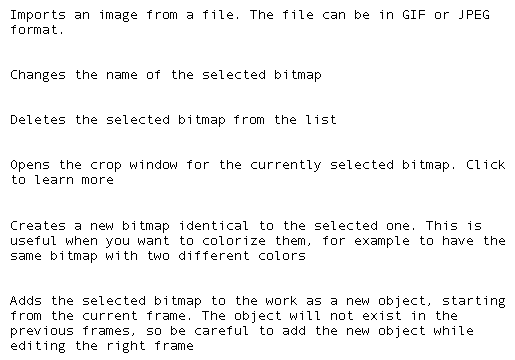 Imports an image from a file. The file can be in GIF or JPEG
format.
Changes the name of the selected bitmap
Deletes the selected bitmap from the list
Opens the crop window for the currently selected bitmap. Click
to learn more
Creates a new bitmap identical to the selected one. This is
useful when you want to colorize them, for example to have the
same bitmap with two different colors
Adds the selected bitmap to the work as a new object, starting
from the current frame. The object will not exist in the
previous frames, so be careful to add the new object while
editing the right frame